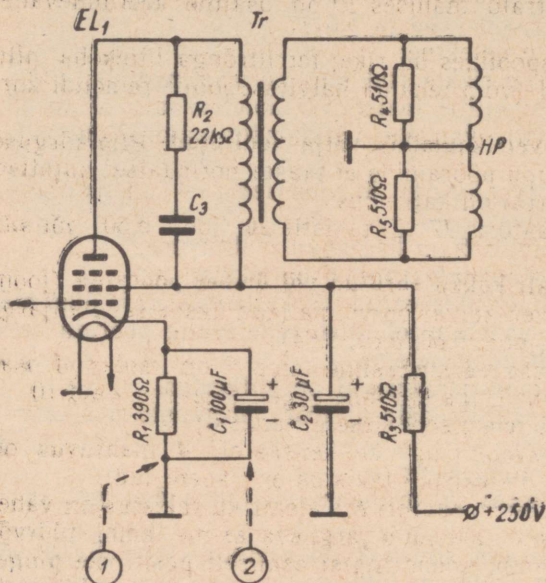 EL₁
Tr
R₂
22kΩ
C₃
R₄ 510Ω
HP
R₅ 510Ω
R₁ 390Ω
C₁ 100μF
+
−
C₂ 30μF
+
−
R₃ 510Ω
+250V
1
2